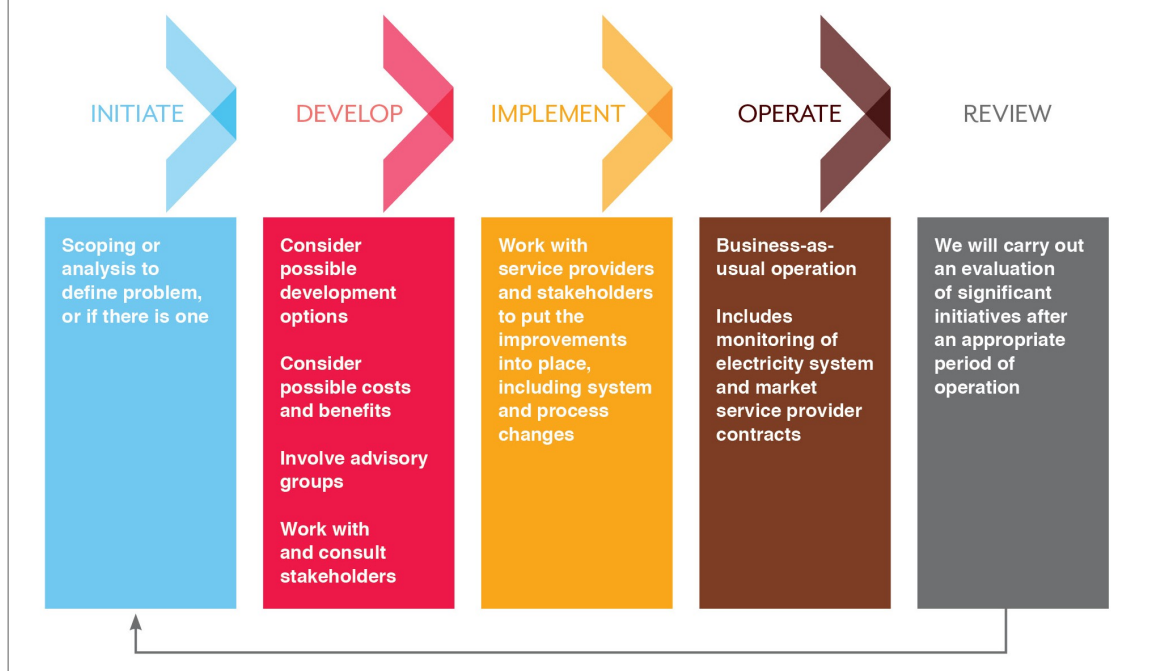 INITIATE
DEVELOP
IMPLEMENT
OPERATE
REVIEW
Scoping or
analysis to
define problem,
or if there is one
Consider
possible
development
options
Consider
possible costs
and benefits
Involve advisory
groups
Work with
and consult
stakeholders
Work with
service providers
and stakeholders
to put the
improvements
into place,
including system
and process
changes
Business-as-
usual operation
Includes
monitoring of
electricity system
and market
service provider
contracts
We will carry out
an evaluation
of significant
initiatives after
an appropriate
period of
operation